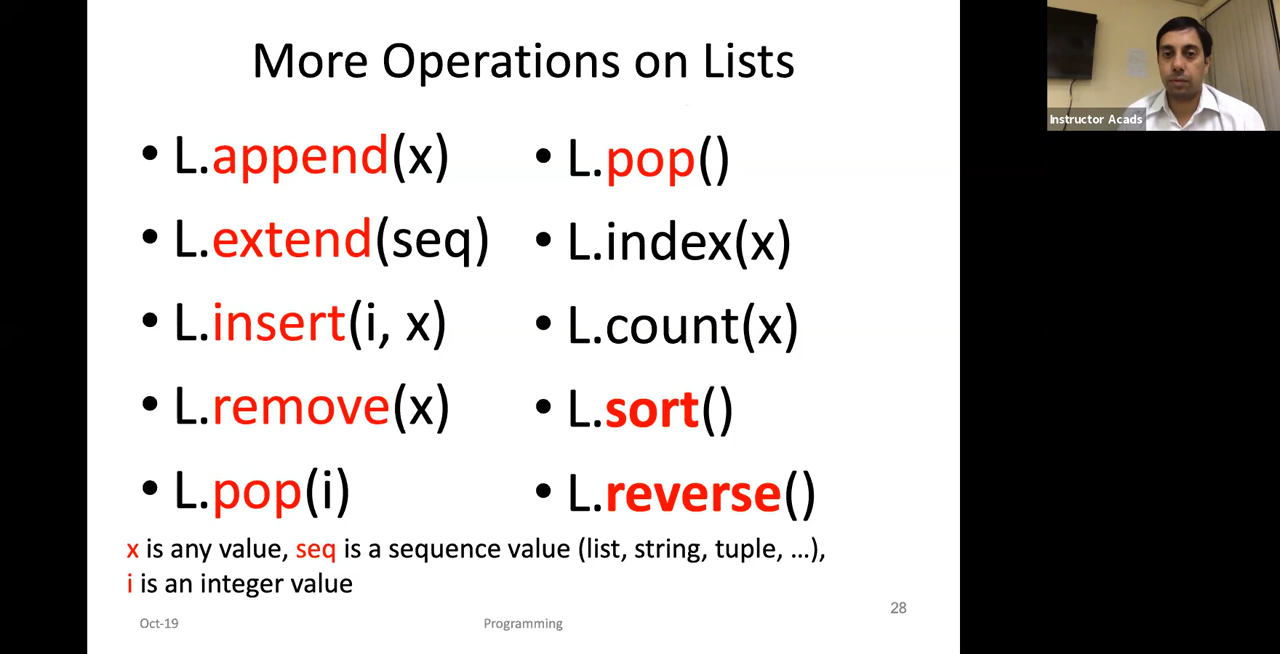 More Operations on Lists
• L.append(x)
• L.extend(seq)
• L.insert(i, x)
• L.remove(x)
• L.pop(i)
• L.pop()
• L.index(x)
• L.count(x)
• L.sort()
• L.reverse()
x is any value, seq is a sequence value (list, string, tuple, ...),
i is an integer value
Oct-19
Programming
28
Instructor Acads